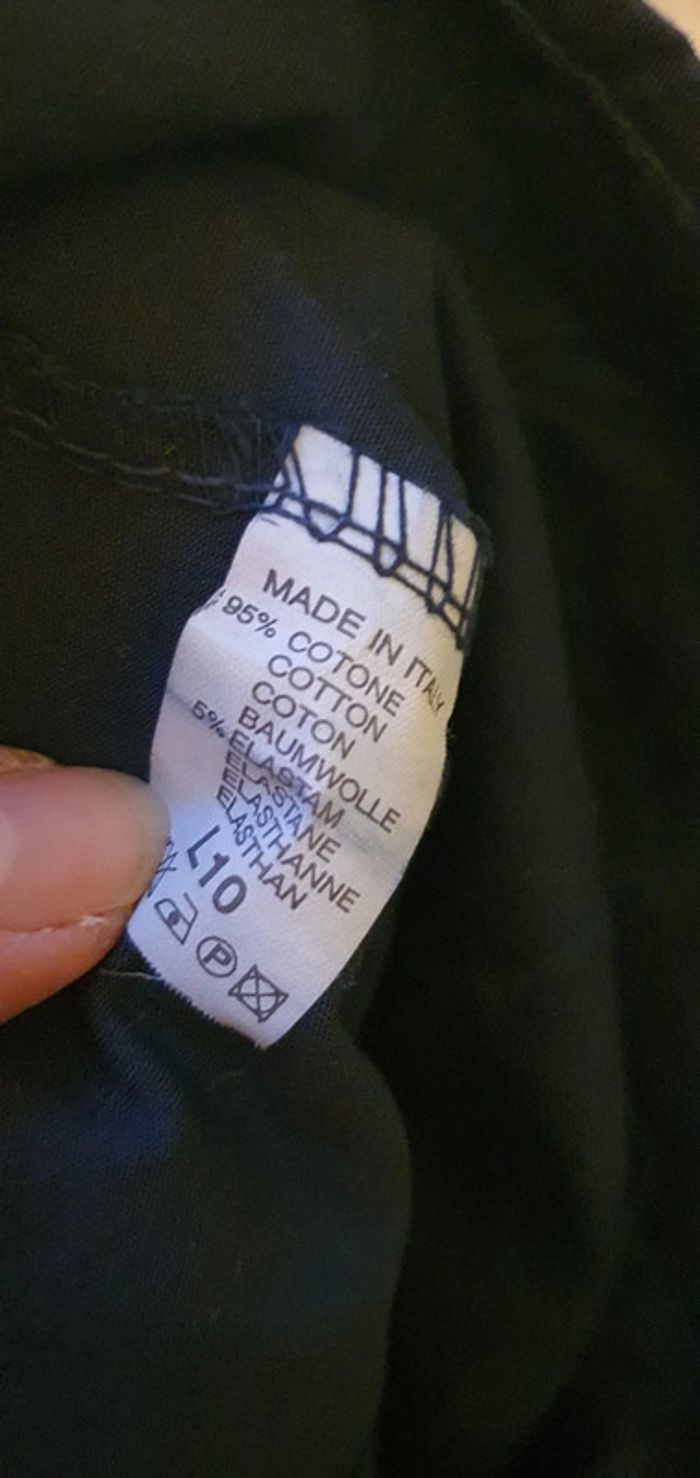 MADE IN ITALY
95% COTONE
COTTON
COTON
BAUMWOLLE
5% ELASTAM
ELASTANE
ELASTHANNE
ELASTHAN
L10
P